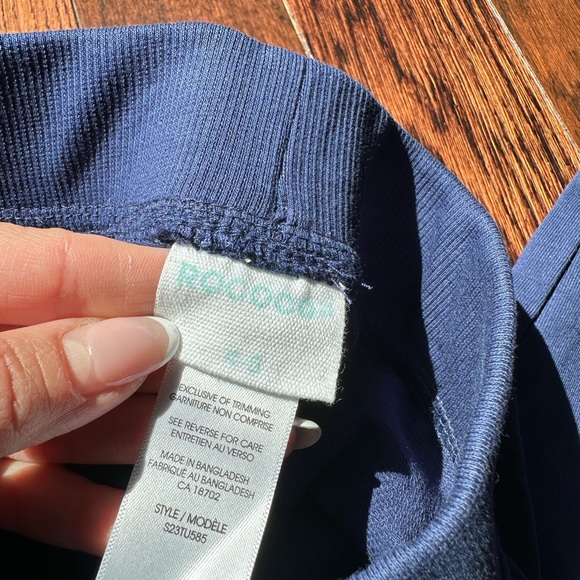 ROCOCO
EXCLUSIVE OF TRIMMING
GARNITURE NON COMPRISE
SEE REVERSE FOR CARE
ENTRETIEN AU VERSO
MADE IN BANGLADESH
FABRIQUÉ AU BANGLADESH
CA 18702
STYLE / MODÈLE
S23TU585